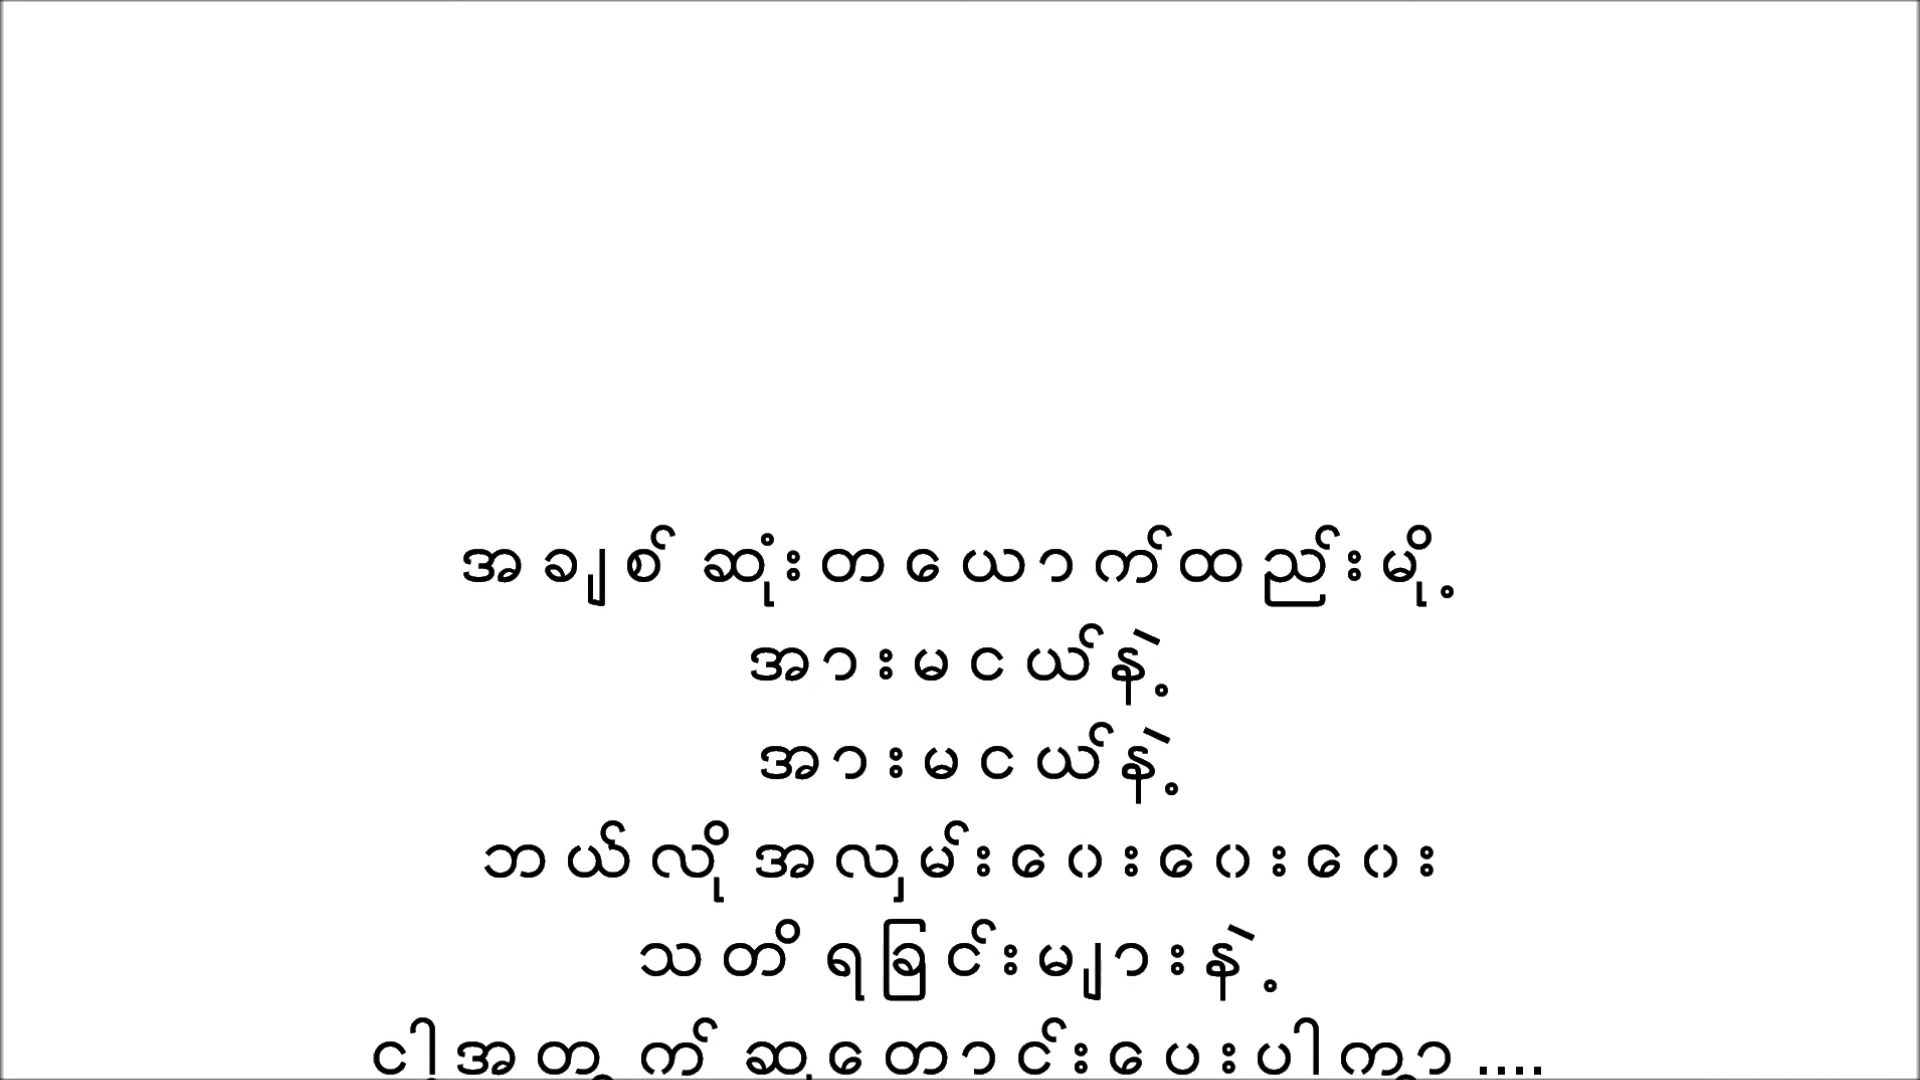 အချစ်ဆုံးတယောက်ထည်းမို့
အားမငယ်နဲ့
အားမငယ်နဲ့
ဘယ်လို အလှမ်းဝေးဝေးဝေး
သတိ ရခြင်းများနဲ့
ငါ့အတွက် ဆုတောင်းပေးပါကွာ ....